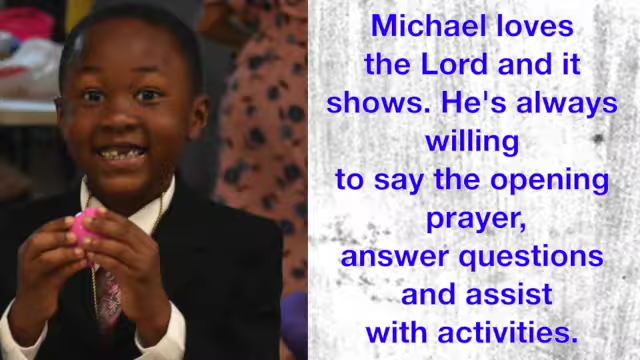 Michael loves
the Lord and it
shows. He's always
willing
to say the opening
prayer,
answer questions
and assist
with activities.